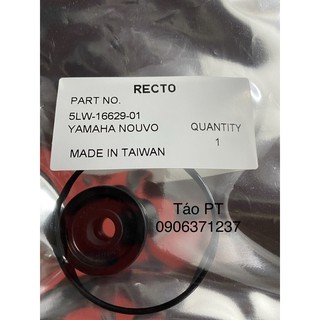 RECTO
PART NO.
5LW-16629-01
YAMAHA NOUVO QUANTITY
1
MADE IN TAIWAN
Táo PT
0906371237